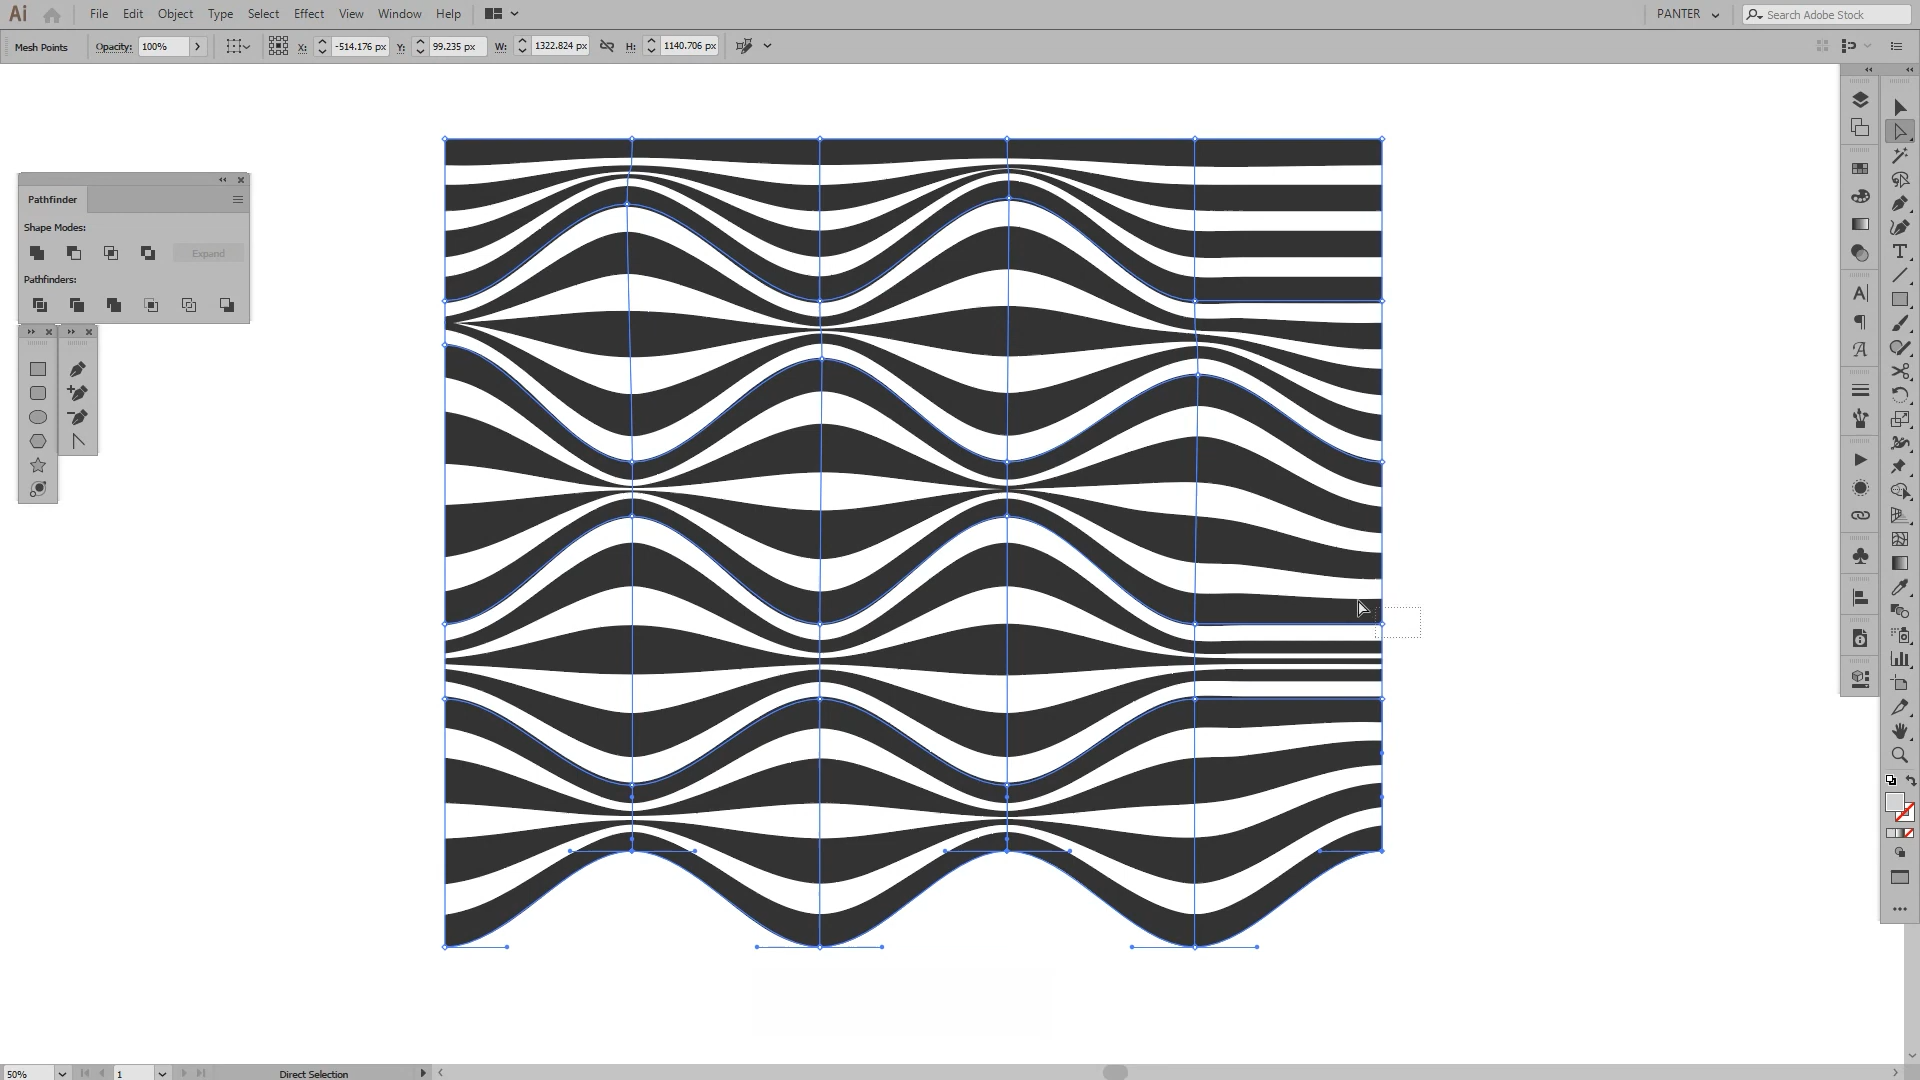 Ai File Edit Object Type Select Effect View Window Help PANTER Search Adobe Stock
Mesh Points Opacity: 100% X: -514.176 px Y: 99.235 px W: 1322.824 px H: 1140.706 px
Pathfinder
Shape Modes:
Expand
Pathfinders:
50% 1 Direct Selection